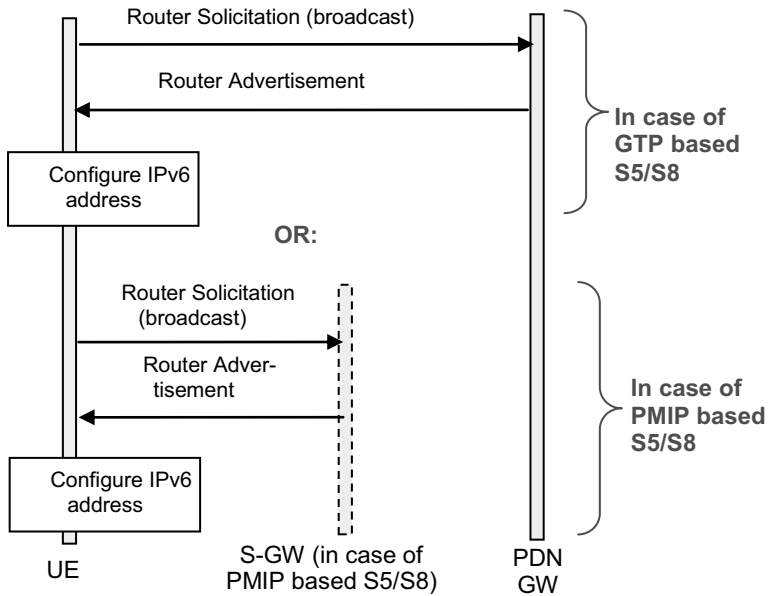 Router Solicitation (broadcast)
Router Advertisement
In case of
GTP based
S5/S8
Configure IPv6
address
OR:
Router Solicitation
(broadcast)
Router Adver-
tisement
In case of
PMIP based
S5/S8
Configure IPv6
address
UE
S-GW (in case of
PMIP based S5/S8)
PDN
GW